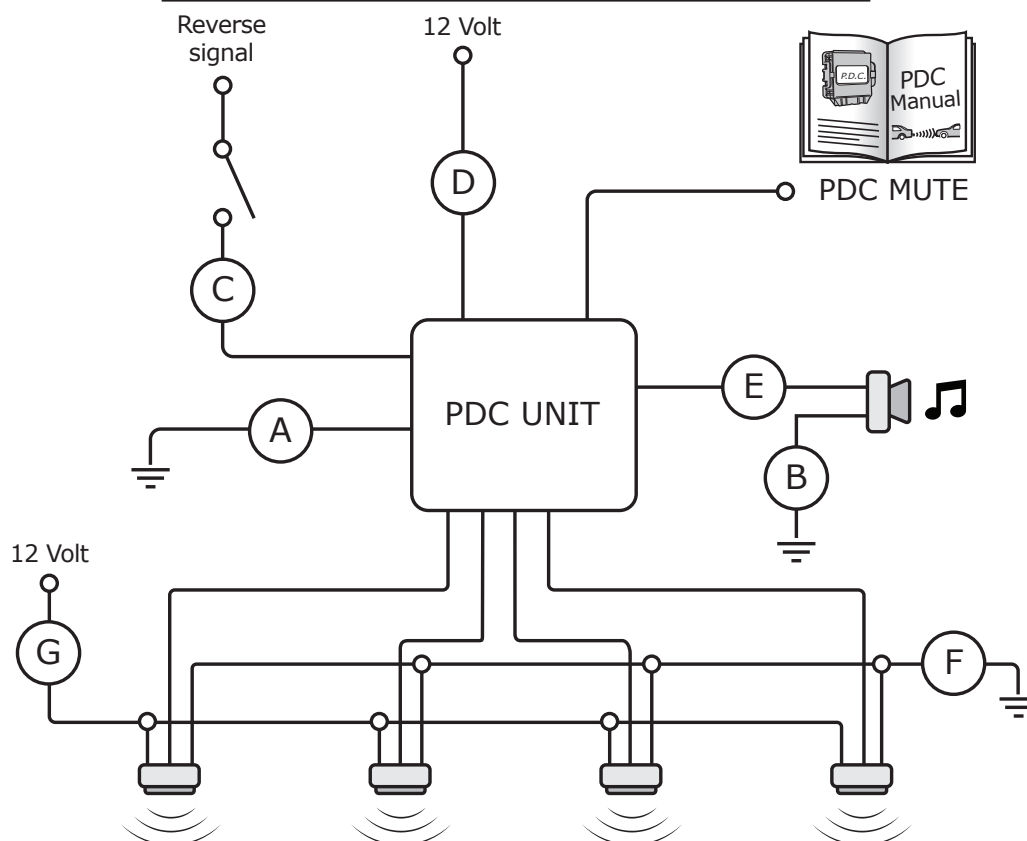 Reverse
signal
12 Volt
P.D.C.
PDC
Manual
D
PDC MUTE
C
PDC UNIT
E
A
B
12 Volt
G
F